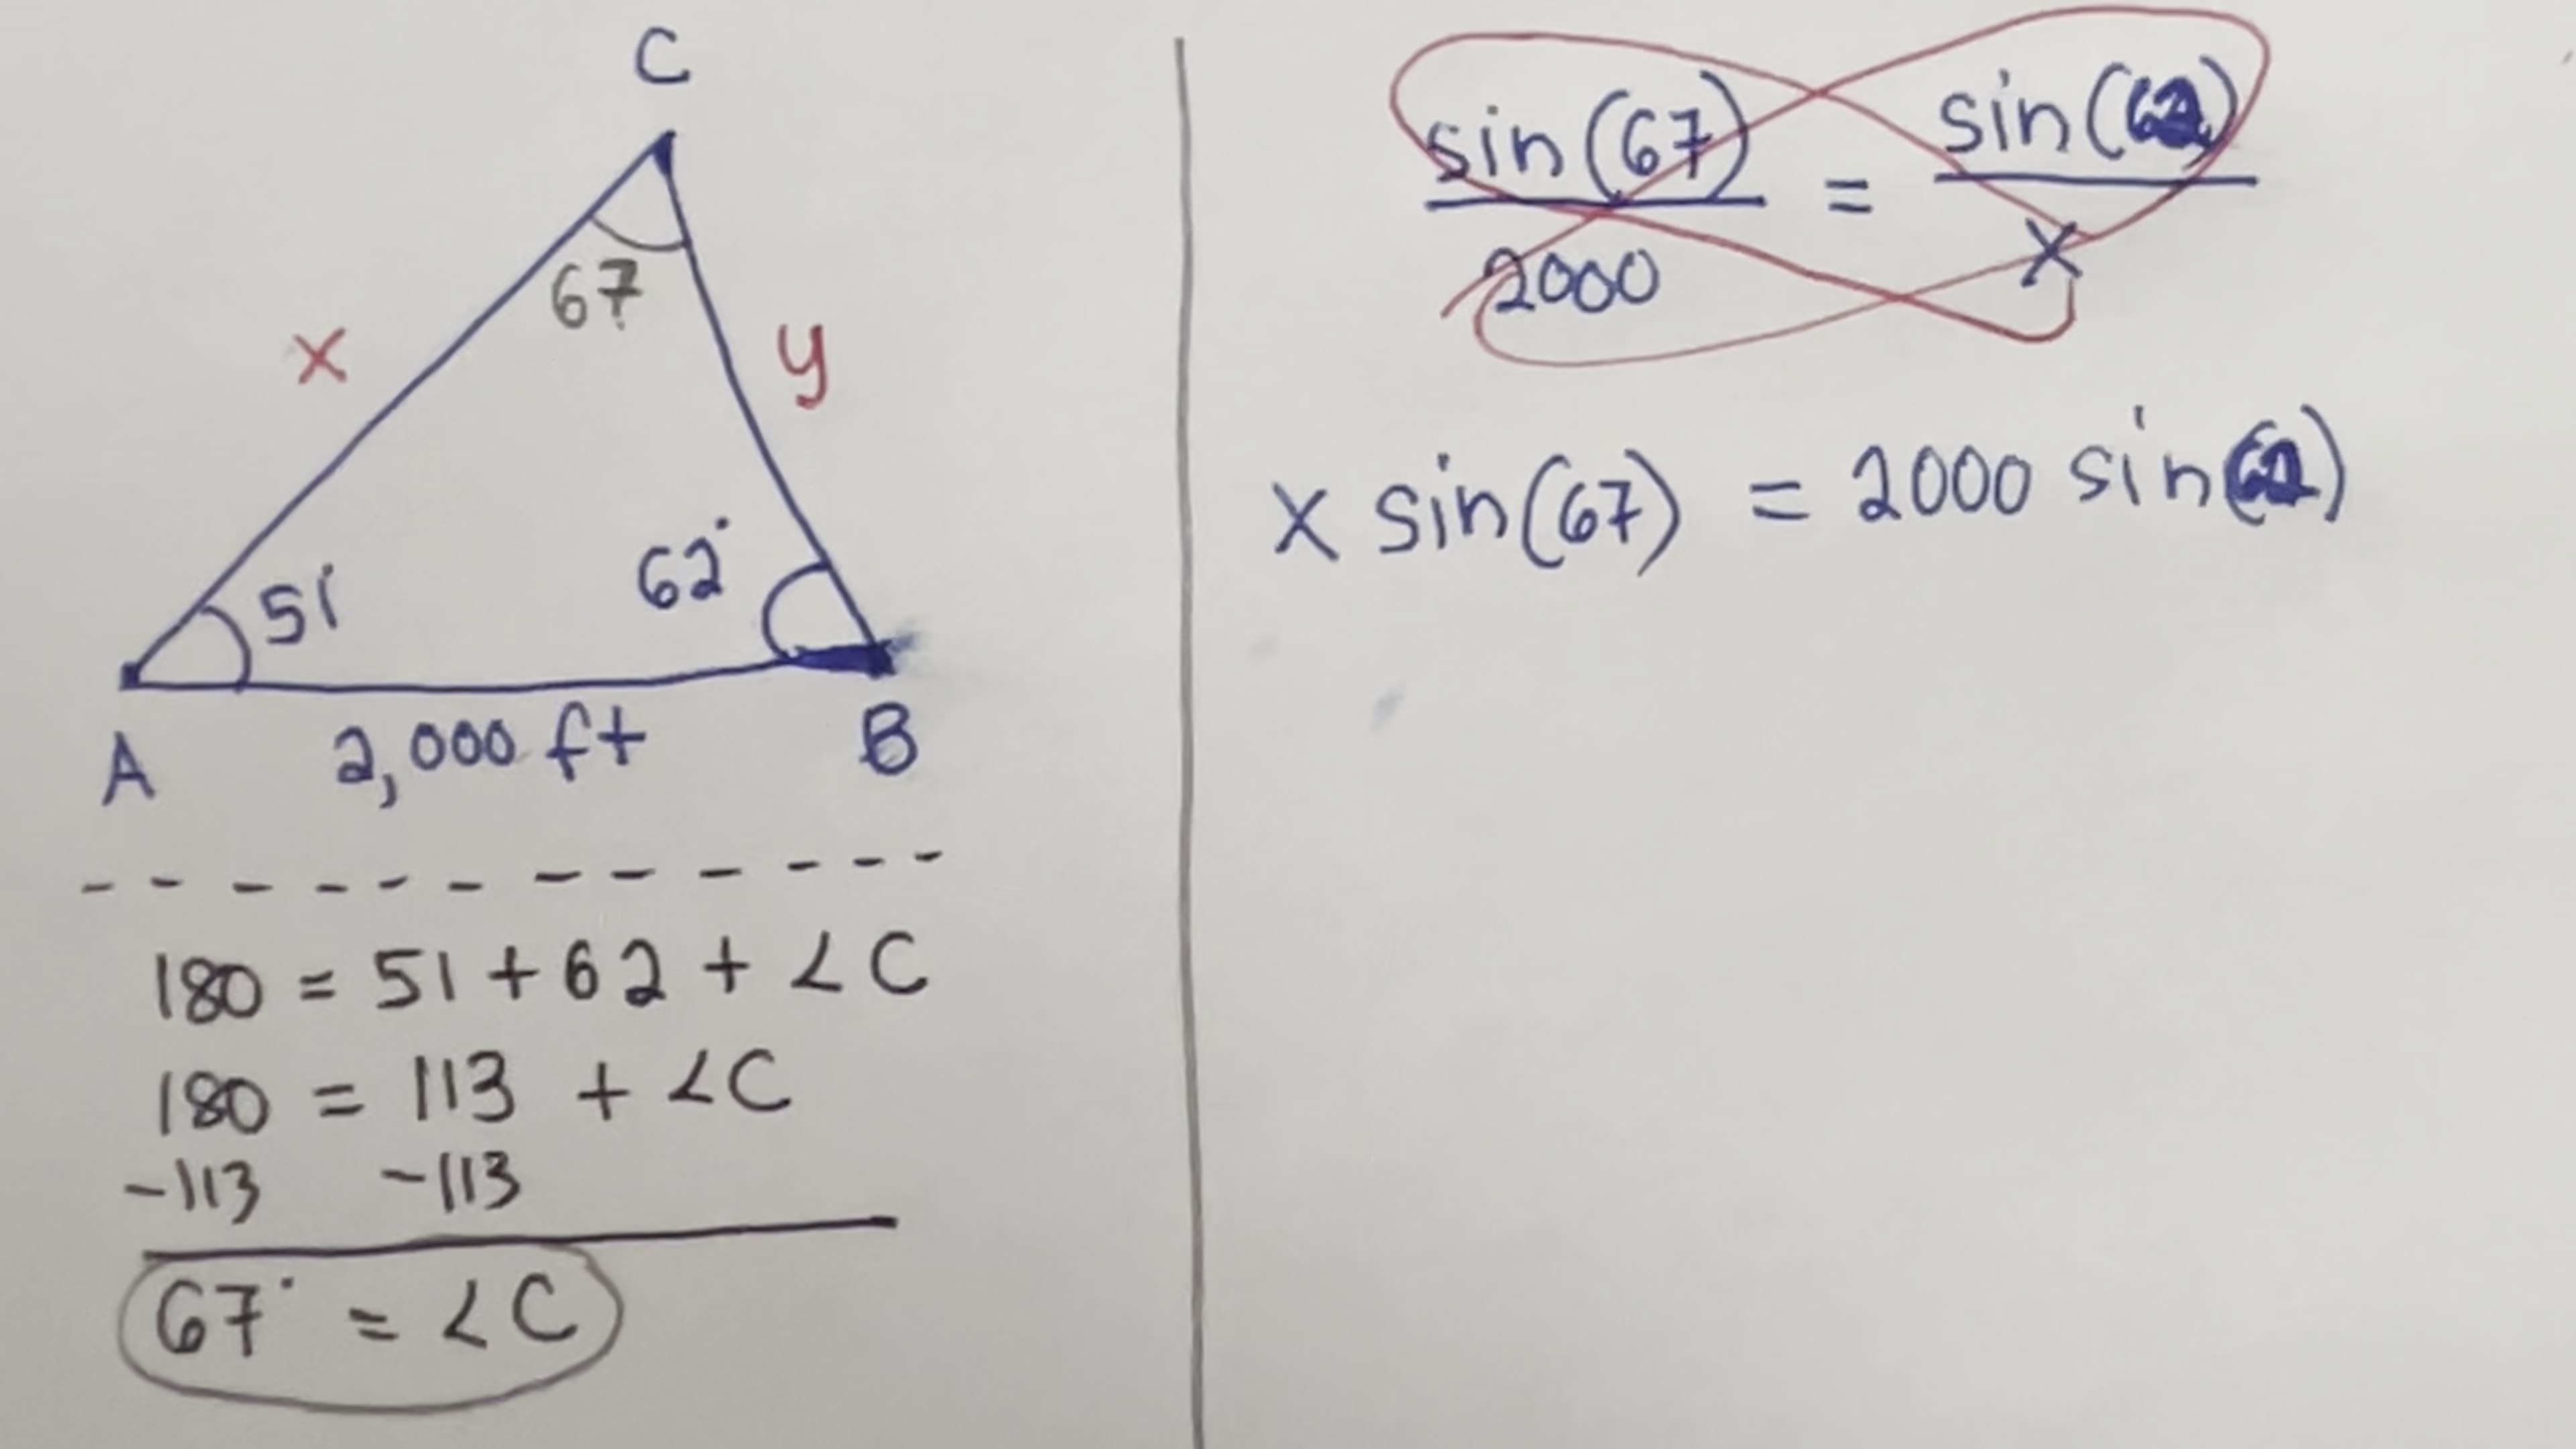 C
67
x
y
51°
62°
A
2,000 ft
B
180 = 51 + 62 + ∠C
180 = 113 + ∠C
-113 -113
67° = ∠C
sin(67) = sin(62)
2000 x
x sin(67) = 2000 sin(62)